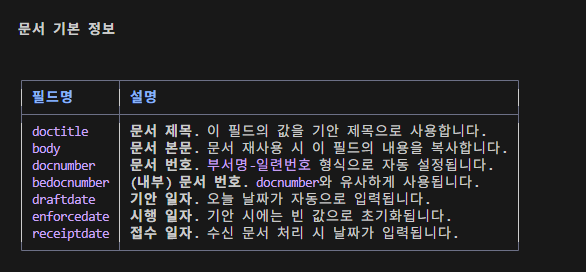 문서 기본 정보
필드명 설명
doctitle 문서 제목. 이 필드의 값을 기안 제목으로 사용합니다.
body 문서 본문. 문서 재사용 시 이 필드의 내용을 복사합니다.
docnumber 문서 번호. 부서명-일련번호 형식으로 자동 설정됩니다.
bedocnumber (내부) 문서 번호. docnumber와 유사하게 사용됩니다.
draftdate 기안 일자. 오늘 날짜가 자동으로 입력됩니다.
enforcedate 시행 일자. 기안 시에는 빈 값으로 초기화됩니다.
receiptdate 접수 일자. 수신 문서 처리 시 날짜가 입력됩니다.